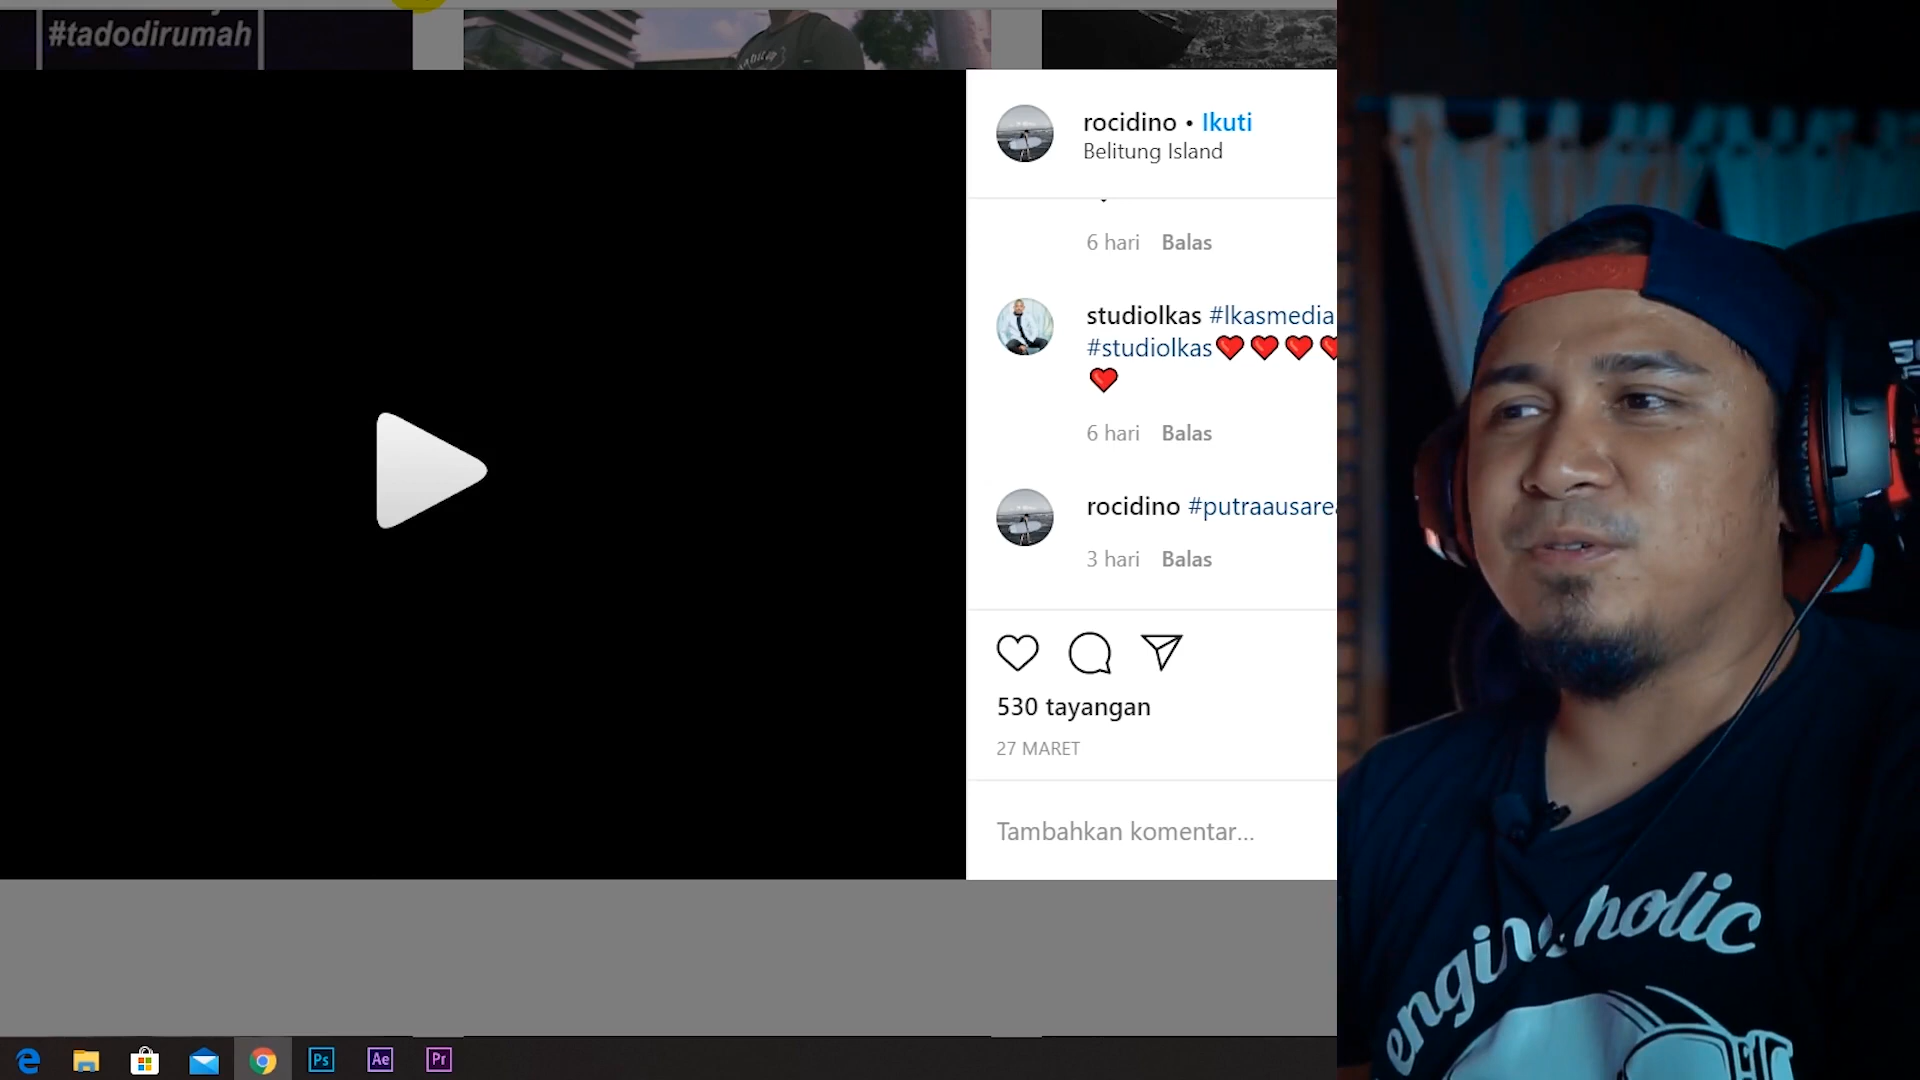 #tadodirumah
rocidino • Ikuti
Belitung Island
6 hari Balas
studiolkas #lkasmedia
#studiolkas❤️❤️❤️❤️
❤️
6 hari Balas
rocidino #putraausare
3 hari Balas
530 tayangan
27 MARET
Tambahkan komentar...
Ps Ae Pr
holic